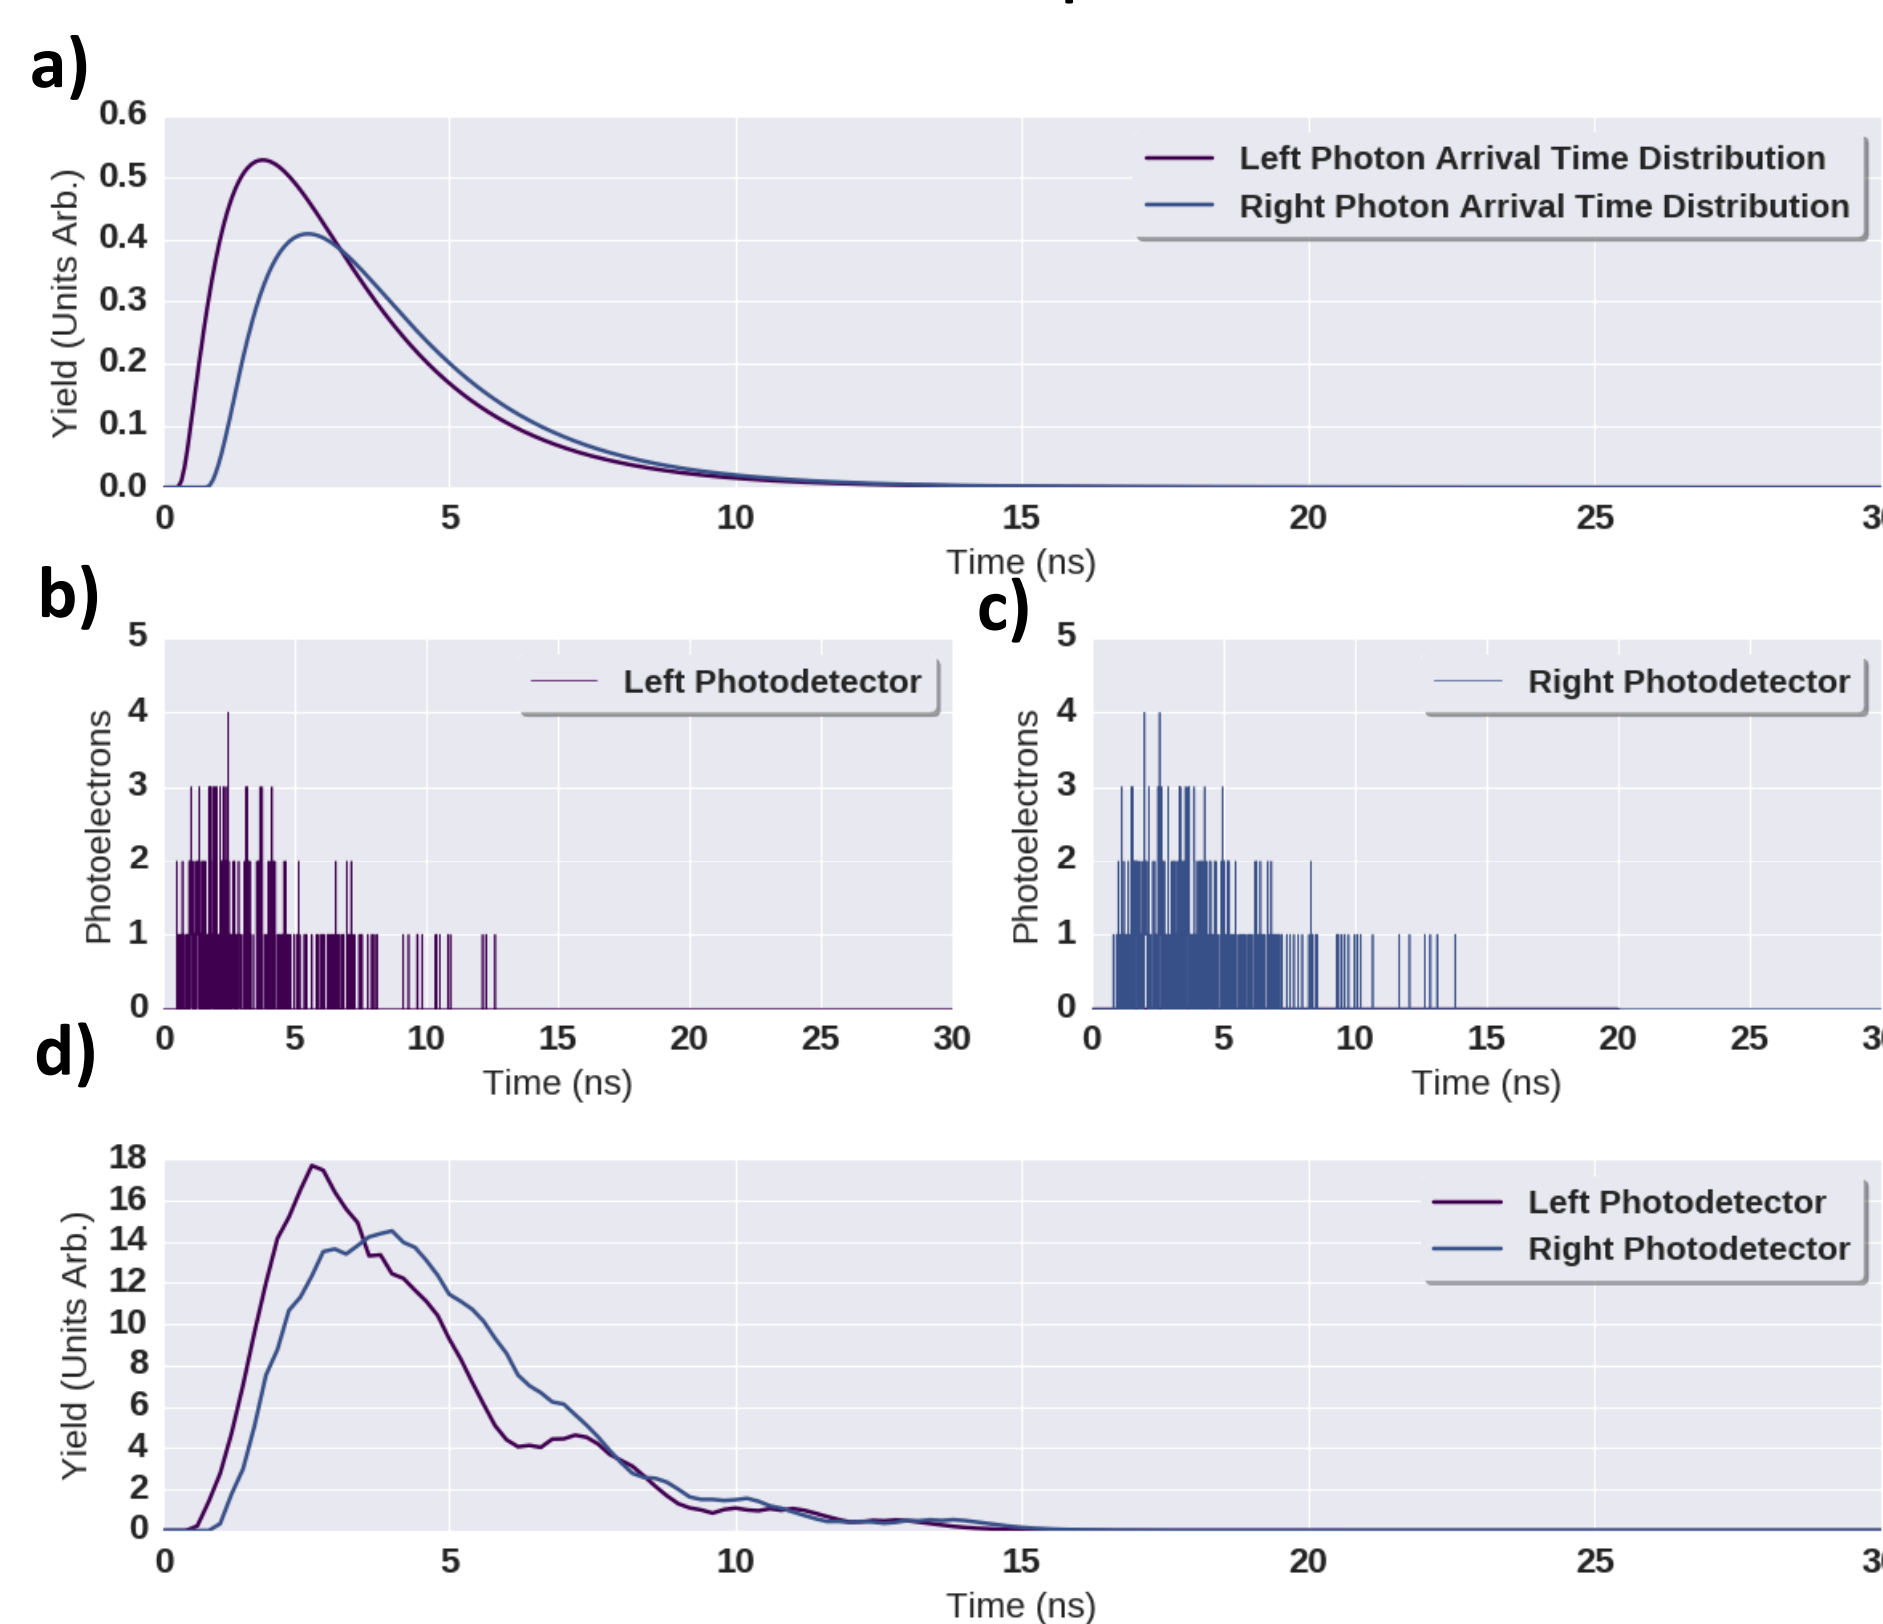 a)
Yield (Units Arb.)
0.6
0.5
0.4
0.3
0.2
0.1
0.0
Left Photon Arrival Time Distribution
Right Photon Arrival Time Distribution
0 5 10 15 20 25
Time (ns)
b)
Photoelectrons
5
4
3
2
1
0
Left Photodetector
0 5 10 15 20 25 30
Time (ns)
c)
Photoelectrons
5
4
3
2
1
0
Right Photodetector
0 5 10 15 20 25
Time (ns)
d)
Yield (Units Arb.)
18
16
14
12
10
8
6
4
2
0
Left Photodetector
Right Photodetector
0 5 10 15 20 25
Time (ns)